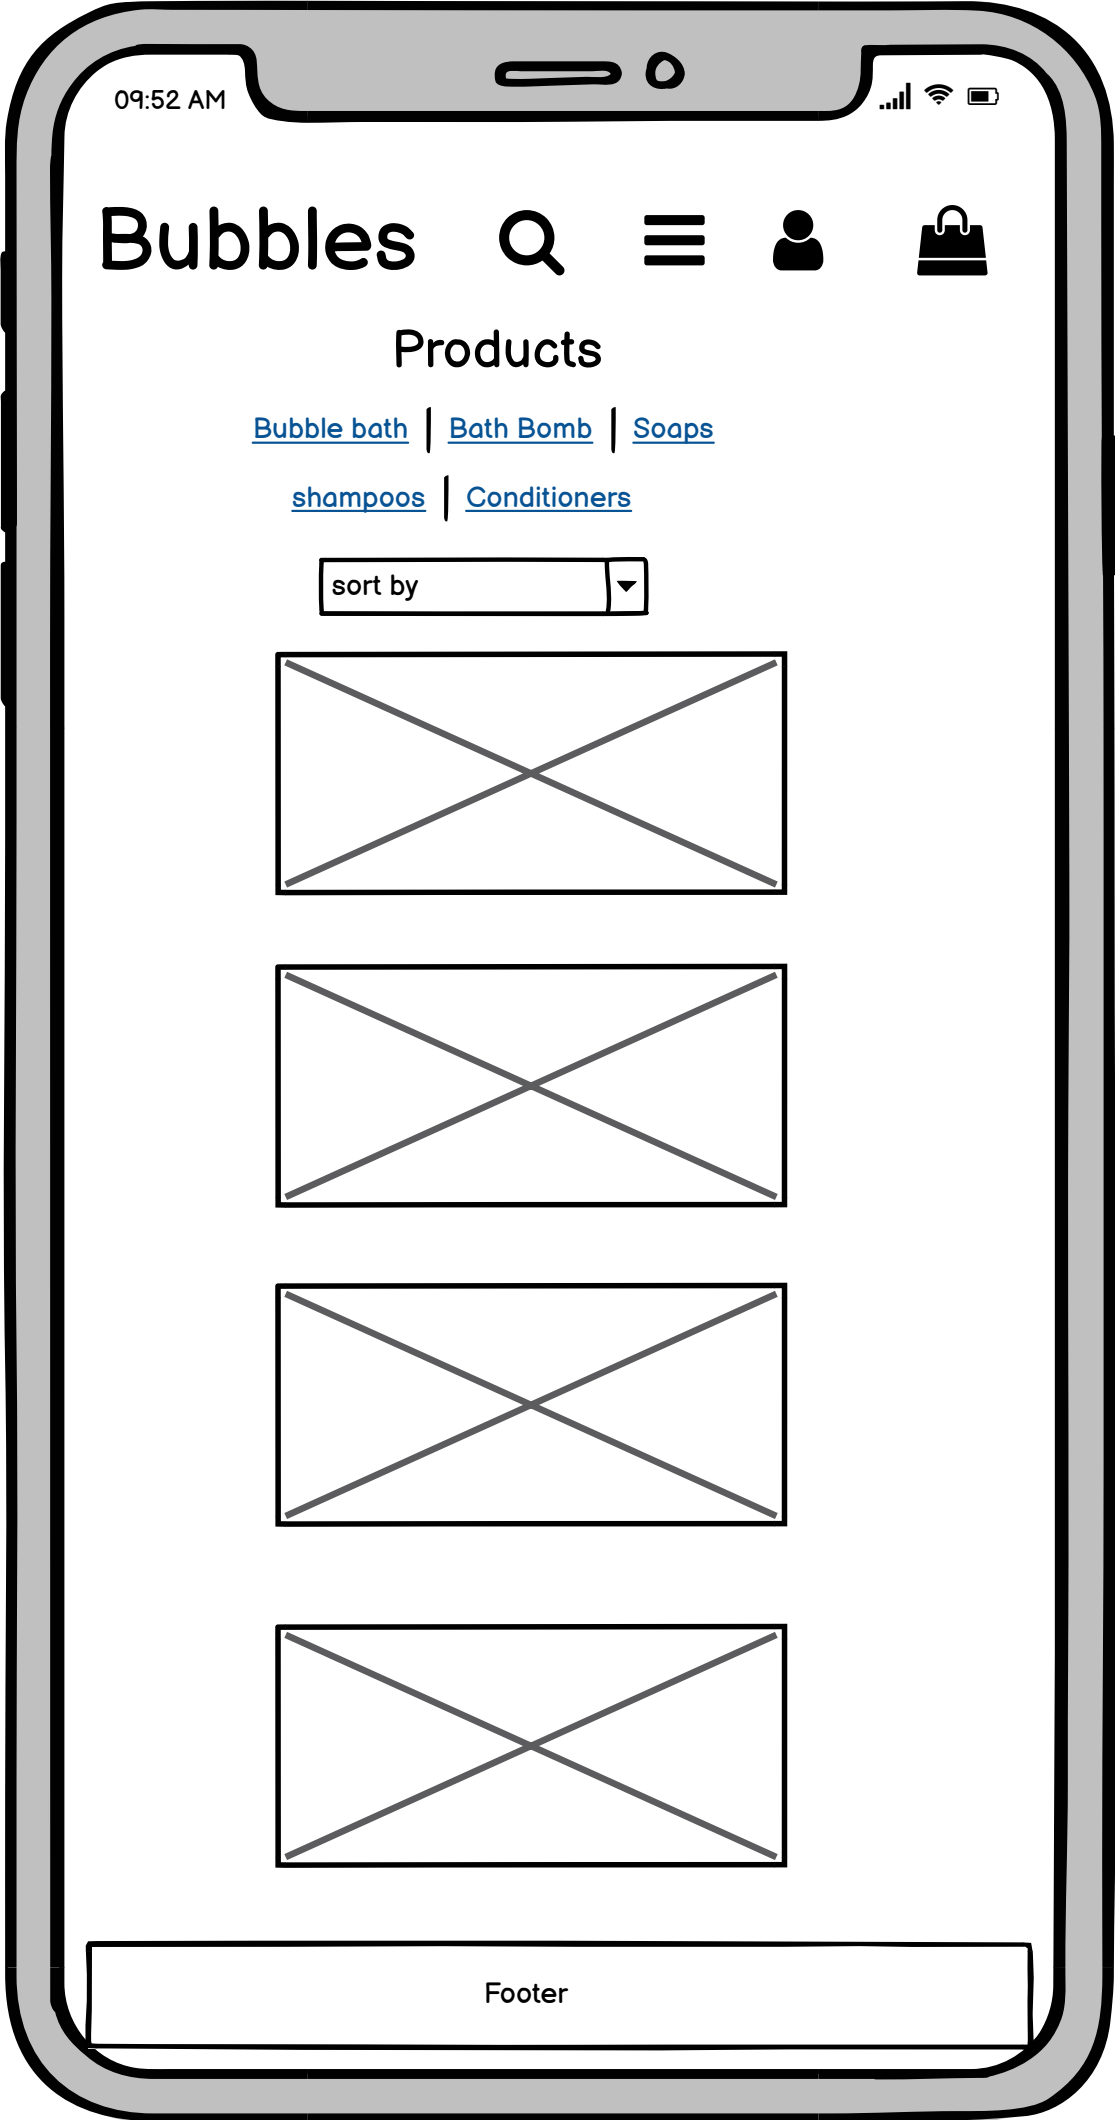 09:52 AM
Bubbles
Products
Bubble bath | Bath Bomb | Soaps
shampoos | Conditioners
sort by
Footer